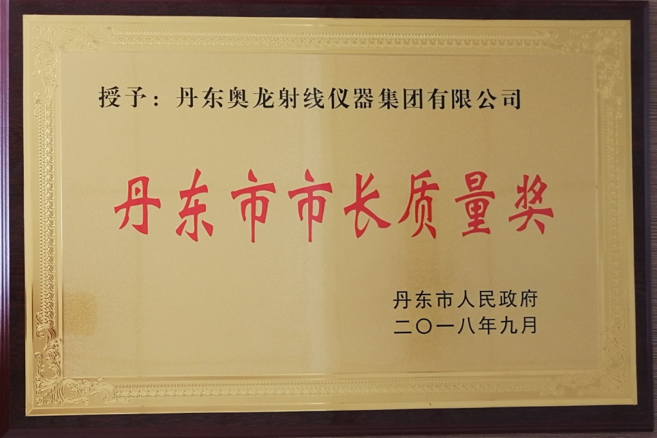 授予：丹东奥龙射线仪器集团有限公司
丹东市市长质量奖
丹东市人民政府
二〇一八年九月